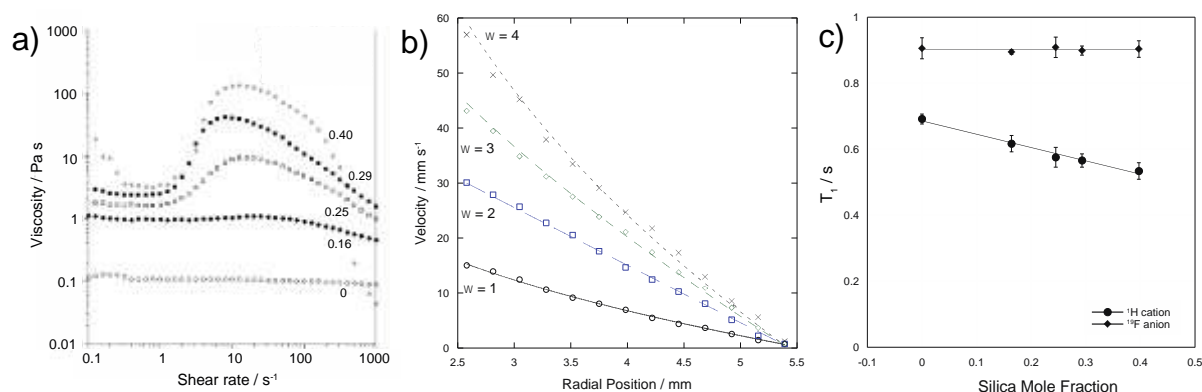 a)
1000
100
10
1
0.1
0.01
Viscosity / Pa s
0.40
0.29
0.25
0.16
0
0.1 1 10 100 1000
Shear rate / s-1
b)
60
50
40
30
20
10
0
Velocity / mm s-1
w = 4
w = 3
w = 2
w = 1
2.5 3 3.5 4 4.5 5 5.5
Radial Position / mm
c)
1
0.8
0.6
0.4
0.2
0
T1 / s
1H cation
19F anion
-0.1 0 0.1 0.2 0.3 0.4 0.5
Silica Mole Fraction